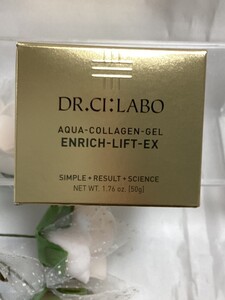 DR.CI:LABO
AQUA-COLLAGEN-GEL
ENRICH-LIFT-EX
SIMPLE + RESULT + SCIENCE
NET WT. 1.76 oz. (50g)